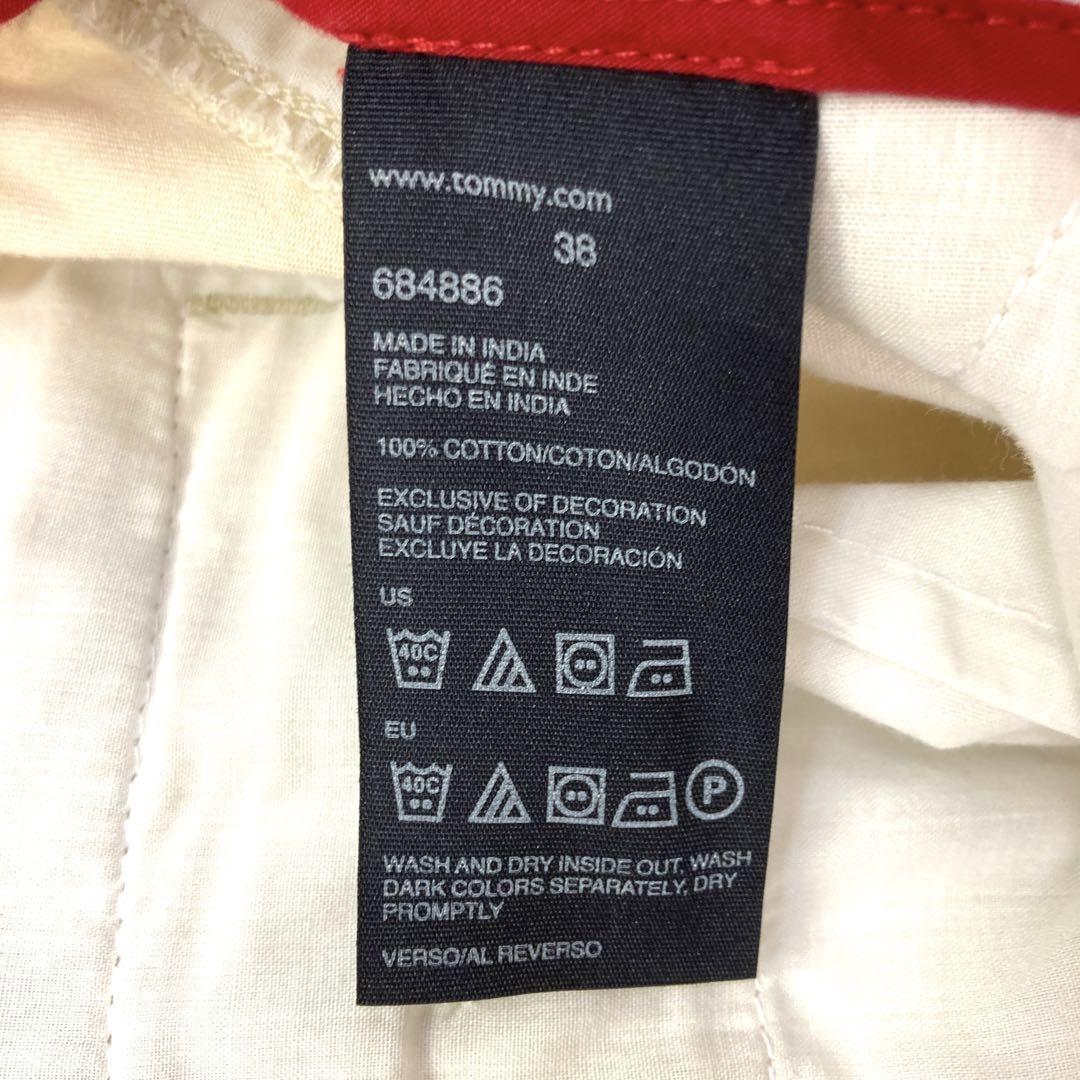 www.tommy.com
38
684886
MADE IN INDIA
FABRIQUÉ EN INDE
HECHO EN INDIA
100% COTTON/COTON/ALGODÓN
EXCLUSIVE OF DECORATION
SAUF DÉCORATION
EXCLUYE LA DECORACIÓN
US
40C
EU
40C P
WASH AND DRY INSIDE OUT, WASH
DARK COLORS SEPARATELY, DRY
PROMPTLY
VERSO/AL REVERSO